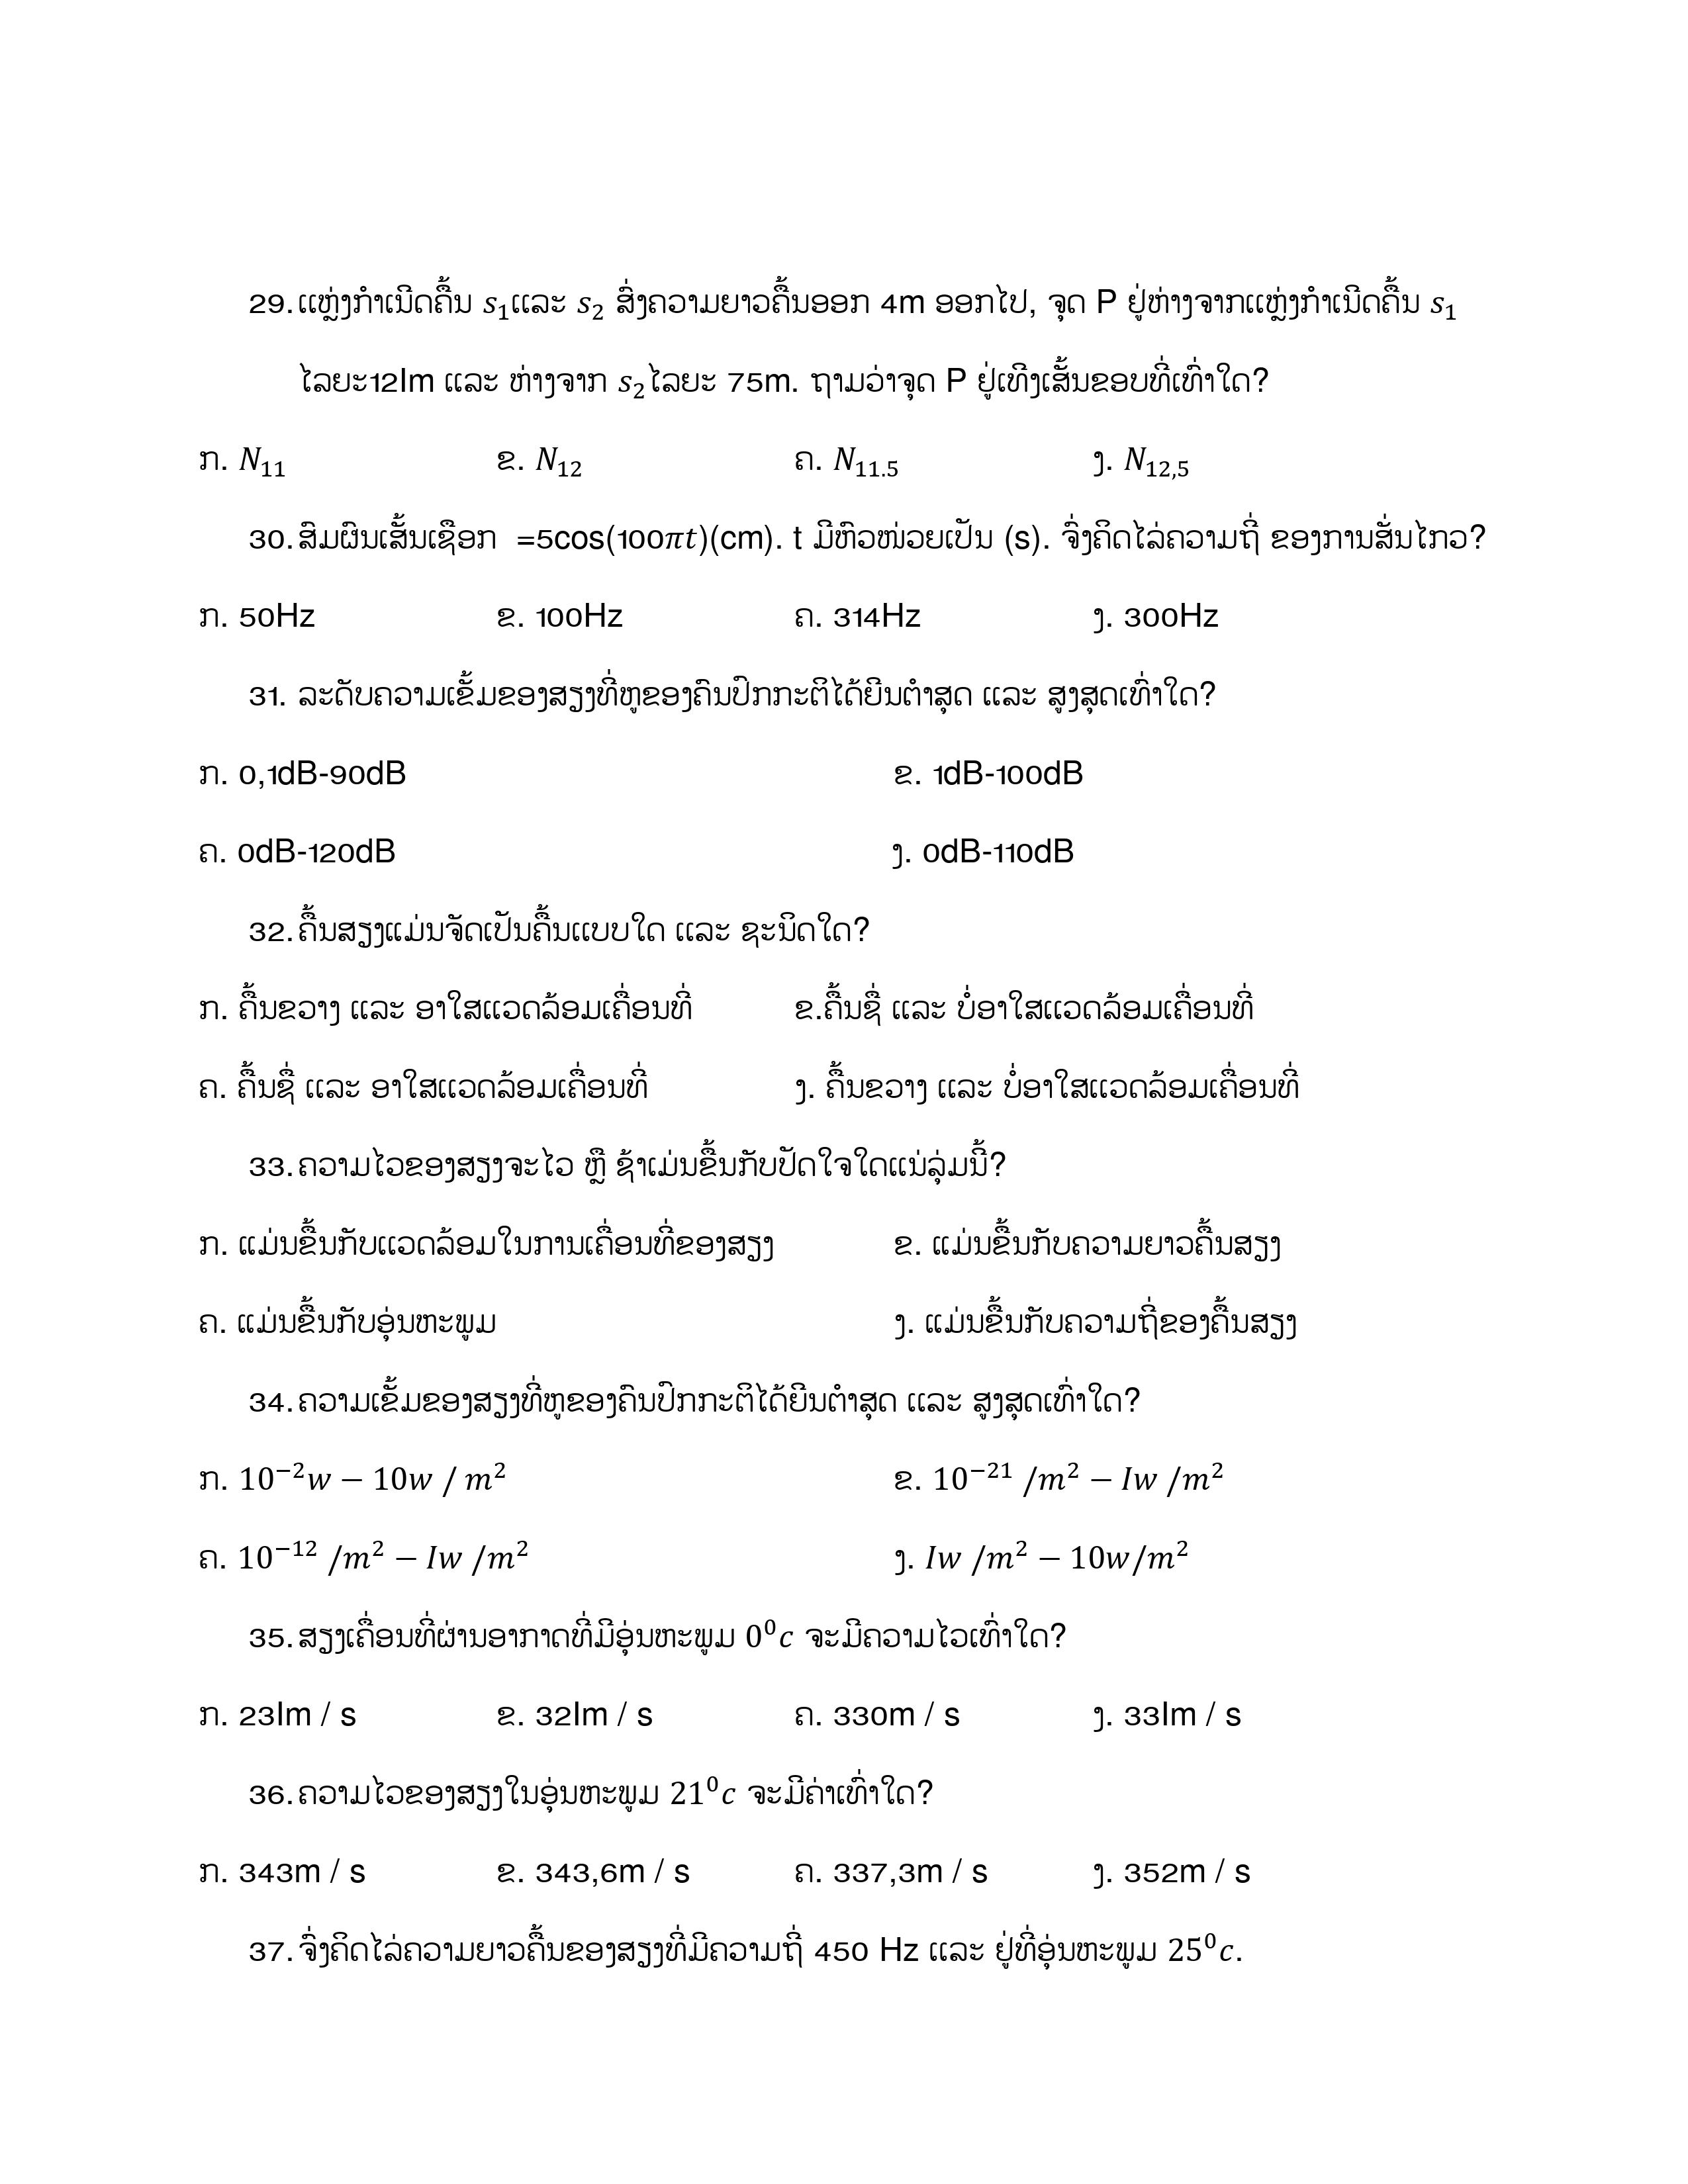 29. ແຫຼ່ງກຳເນີດຄື້ນ s₁ແລະ s₂ ສົ່ງຄວາມຍາວຄື້ນອອກ 4m ອອກໄປ, ຈຸດ P ຢູ່ຫ່າງຈາກແຫຼ່ງກຳເນີດຄື້ນ s₁
ໄລຍະ12Im ແລະ ຫ່າງຈາກ s₂ໄລຍະ 75m. ຖາມວ່າຈຸດ P ຢູ່ເທິງເສັ້ນຂອບທີ່ເທົ່າໃດ?
ກ. N₁₁ ຂ. N₁₂ ຄ. N₁₁.₅ ງ. N₁₂,₅
30. ສົມຜົນເສັ້ນເຊືອກ =5cos(100πt)(cm). t ມີຫົວໜ່ວຍເປັນ (s). ຈົ່ງຄິດໄລ່ຄວາມຖີ່ ຂອງການສັ່ນໄກວ?
ກ. 50Hz ຂ. 100Hz ຄ. 314Hz ງ. 300Hz
31. ລະດັບຄວາມເຂັ້ມຂອງສຽງທີ່ຫູຂອງຄົນປົກກະຕິໄດ້ຍີນຕໍາສຸດ ແລະ ສູງສຸດເທົ່າໃດ?
ກ. 0,1dB-90dB ຂ. 1dB-100dB
ຄ. 0dB-120dB ງ. 0dB-110dB
32. ຄື້ນສຽງແມ່ນຈັດເປັນຄື້ນແບບໃດ ແລະ ຊະນິດໃດ?
ກ. ຄື້ນຂວາງ ແລະ ອາໃສແວດລ້ອມເຄື່ອນທີ່ ຂ.ຄື້ນຊື່ ແລະ ບໍ່ອາໃສແວດລ້ອມເຄື່ອນທີ່
ຄ. ຄື້ນຊື່ ແລະ ອາໃສແວດລ້ອມເຄື່ອນທີ່ ງ. ຄື້ນຂວາງ ແລະ ບໍ່ອາໃສແວດລ້ອມເຄື່ອນທີ່
33. ຄວາມໄວຂອງສຽງຈະໄວ ຫຼື ຊ້າແມ່ນຂື້ນກັບປັດໃຈໃດແນ່ລຸ່ມນີ້?
ກ. ແມ່ນຂື້ນກັບແວດລ້ອມໃນການເຄື່ອນທີ່ຂອງສຽງ ຂ. ແມ່ນຂື້ນກັບຄວາມຍາວຄື້ນສຽງ
ຄ. ແມ່ນຂື້ນກັບອຸ່ນຫະພູມ ງ. ແມ່ນຂື້ນກັບຄວາມຖີ່ຂອງຄື້ນສຽງ
34. ຄວາມເຂັ້ມຂອງສຽງທີ່ຫູຂອງຄົນປົກກະຕິໄດ້ຍີນຕໍາສຸດ ແລະ ສູງສຸດເທົ່າໃດ?
ກ. 10⁻²w − 10w / m² ຂ. 10⁻²¹ /m² − Iw /m²
ຄ. 10⁻¹² /m² − Iw /m² ງ. Iw /m² − 10w/m²
35. ສຽງເຄື່ອນທີ່ຜ່ານອາກາດທີ່ມີອຸ່ນຫະພູມ 0⁰c ຈະມີຄວາມໄວເທົ່າໃດ?
ກ. 23Im / s ຂ. 32Im / s ຄ. 330m / s ງ. 33Im / s
36. ຄວາມໄວຂອງສຽງໃນອຸ່ນຫະພູມ 21⁰c ຈະມີຄ່າເທົ່າໃດ?
ກ. 343m / s ຂ. 343,6m / s ຄ. 337,3m / s ງ. 352m / s
37. ຈົ່ງຄິດໄລ່ຄວາມຍາວຄື້ນຂອງສຽງທີ່ມີຄວາມຖີ່ 450 Hz ແລະ ຢູ່ທີ່ອຸ່ນຫະພູມ 25⁰c.